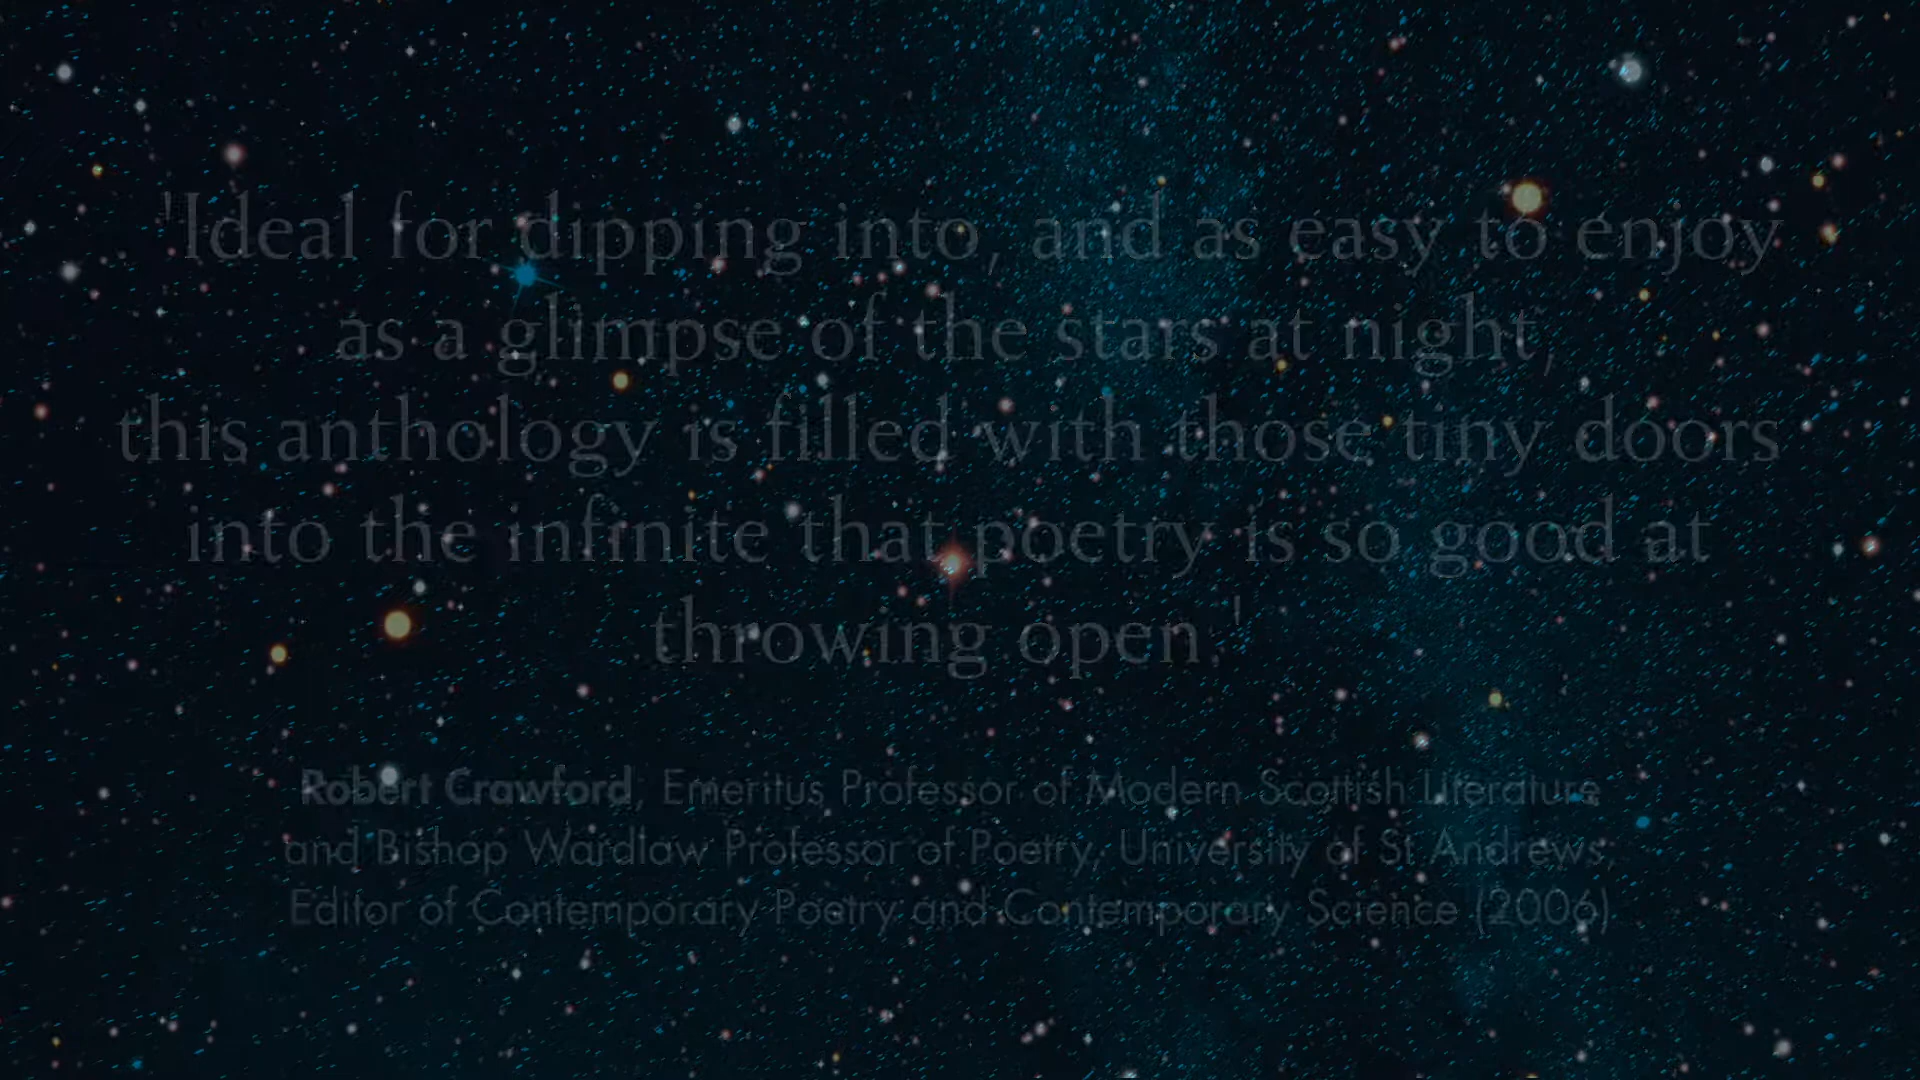 'Ideal for dipping into, and as easy to enjoy
as a glimpse of the stars at night,
this anthology is filled with those tiny doors
into the infinite that poetry is so good at
throwing open.'
Robert Crawford, Emeritus Professor of Modern Scottish Literature
and Bishop Wardlaw Professor of Poetry, University of St Andrews,
Editor of Contemporary Poetry and Contemporary Science (2006)